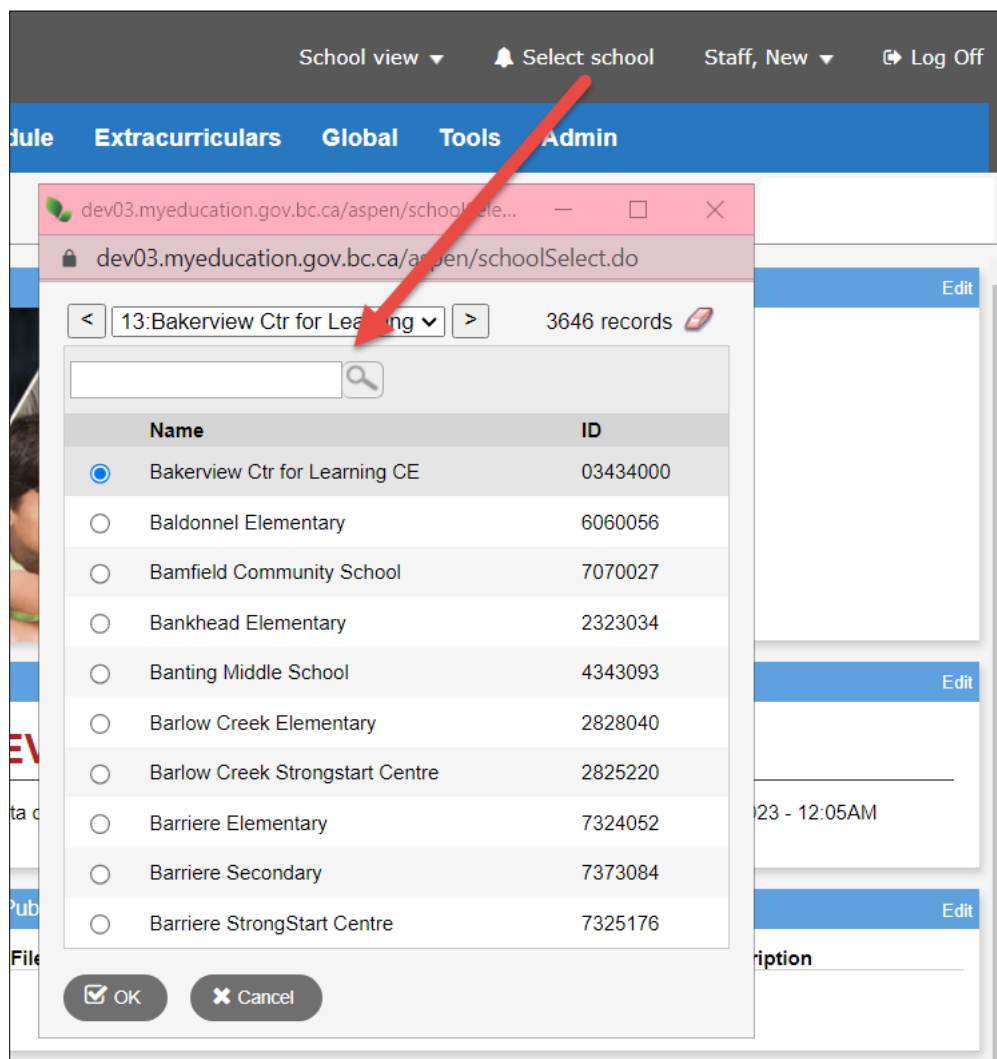 School view Select school Staff, New Log Off
dule Extracurriculars Global Tools Admin
dev03.myeducation.gov.bc.ca/aspen/schoolSele...
dev03.myeducation.gov.bc.ca/aspen/schoolSelect.do
Edit
< 13:Bakerview Ctr for Learning > 3646 records
Name ID
Bakerview Ctr for Learning CE 03434000
Baldonnel Elementary 6060056
Bamfield Community School 7070027
Bankhead Elementary 2323034
Banting Middle School 4343093
Edit
Barlow Creek Elementary 2828040
EV
Barlow Creek Strongstart Centre 2825220
ta
Barriere Elementary 7324052
23 - 12:05AM
Barriere Secondary 7373084
Pub
Barriere StrongStart Centre 7325176
Edit
File
ription
OK Cancel